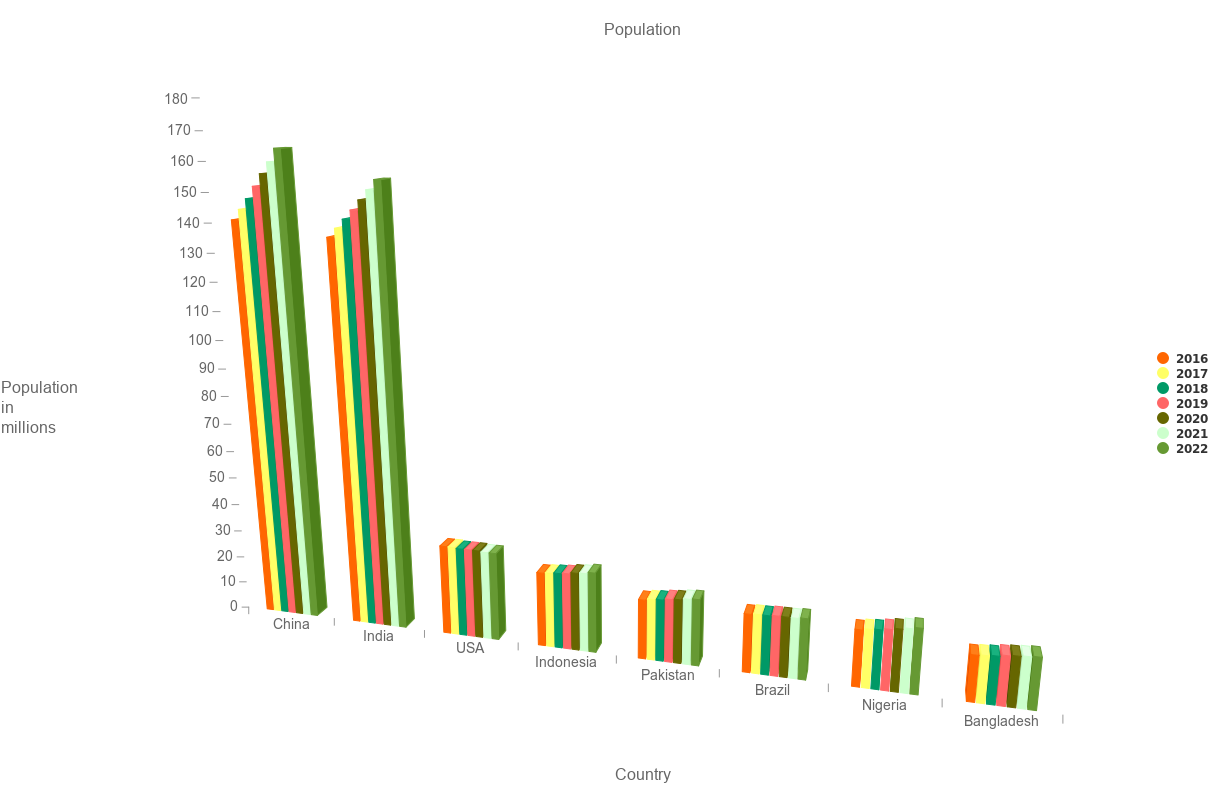 Population
180
170
160
150
140
130
120
110
100
90
80
70
60
50
40
30
20
10
0
Population
in
millions
China
India
USA
Indonesia
Pakistan
Brazil
Nigeria
Bangladesh
Country
2016
2017
2018
2019
2020
2021
2022